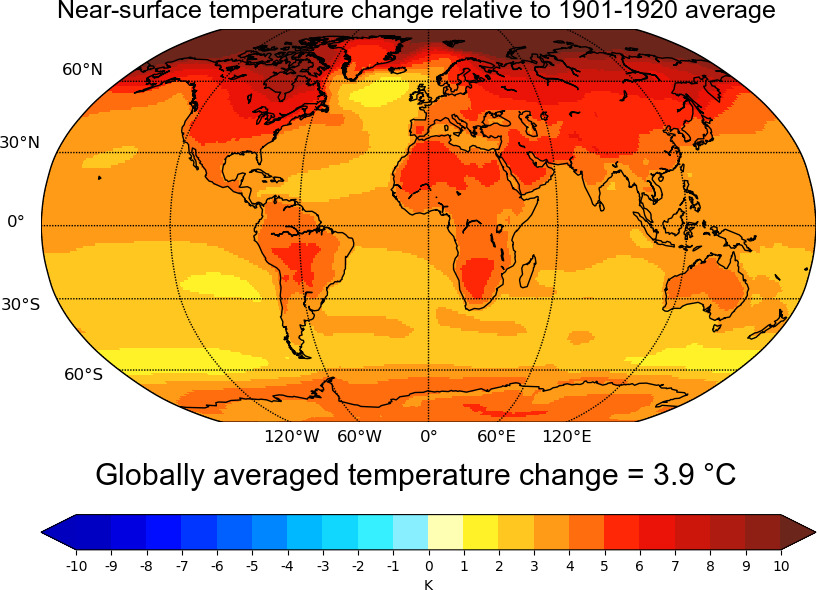 Near-surface temperature change relative to 1901-1920 average
60°N
30°N
0°
30°S
60°S
120°W 60°W 0° 60°E 120°E
Globally averaged temperature change = 3.9 °C
-10 -9 -8 -7 -6 -5 -4 -3 -2 -1 0 1 2 3 4 5 6 7 8 9 10
K